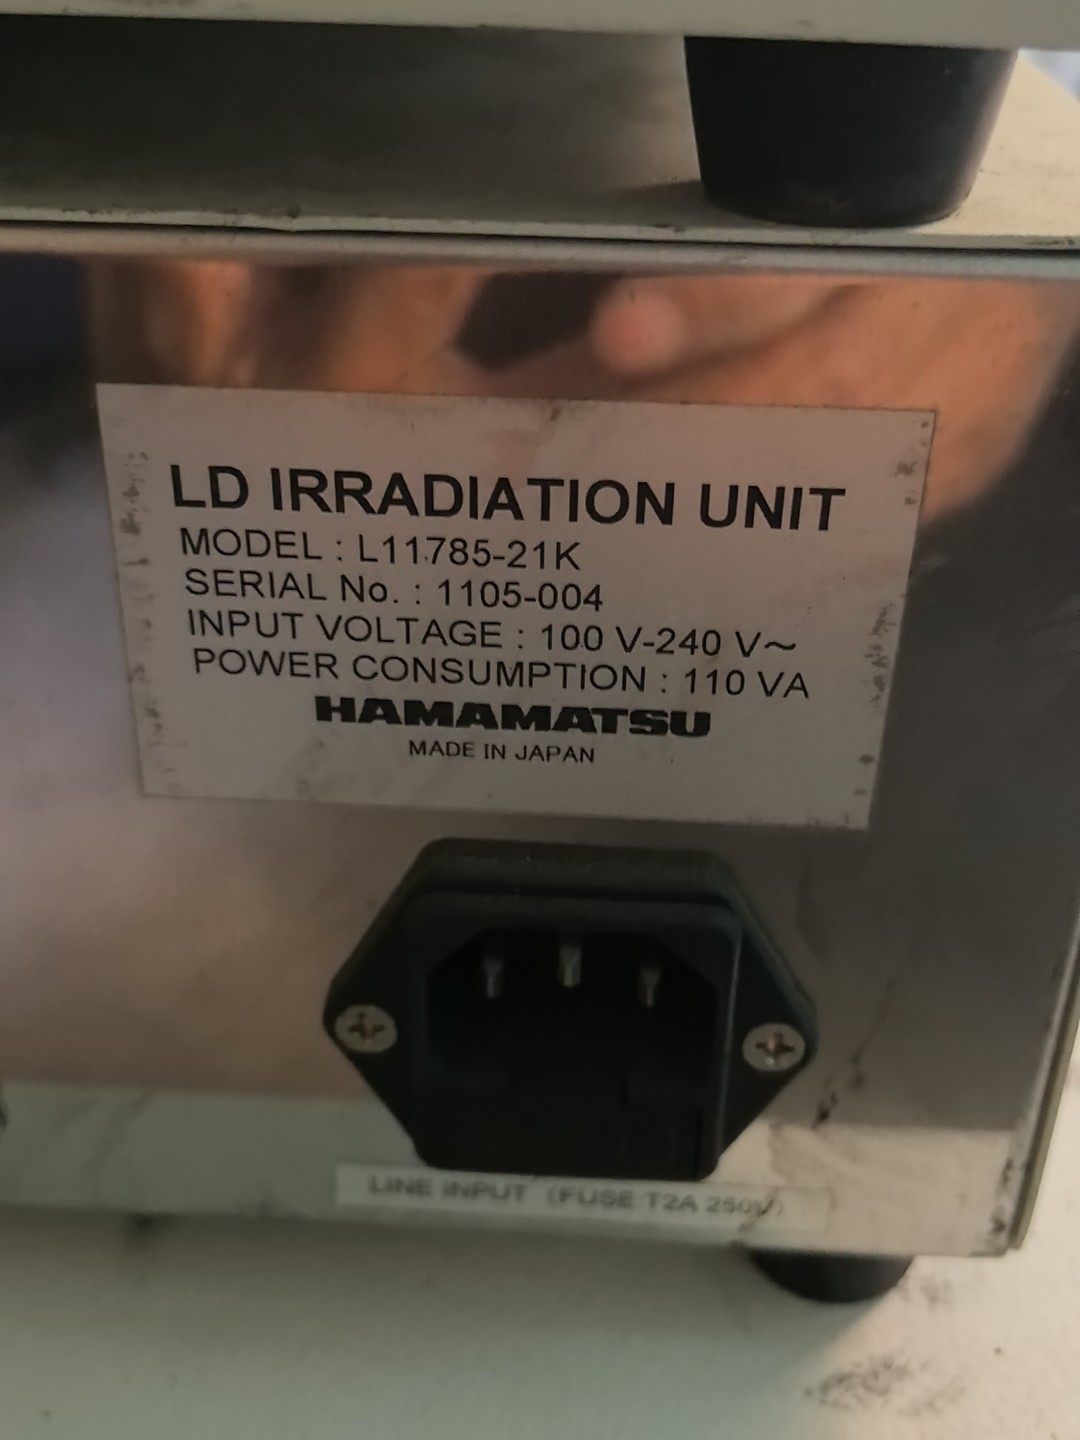 LD IRRADIATION UNIT
MODEL : L11785-21K
SERIAL No. : 1105-004
INPUT VOLTAGE : 100 V-240 V~
POWER CONSUMPTION : 110 VA
HAMAMATSU
MADE IN JAPAN
LINE INPUT (FUSE T2A 250V)